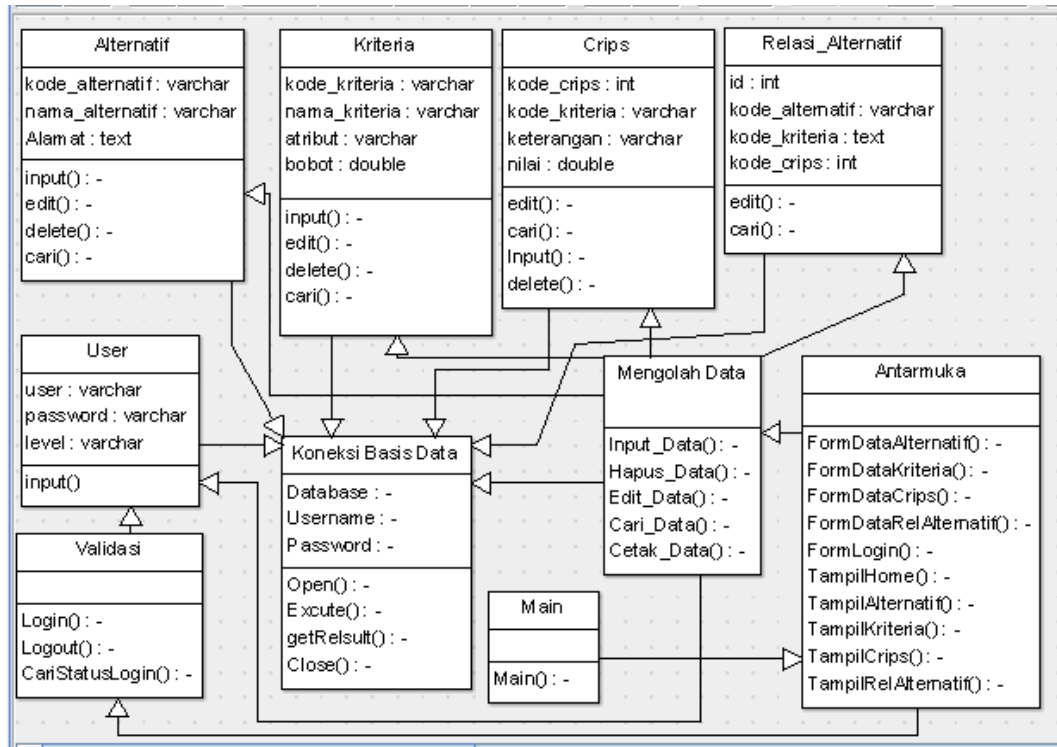 Alternatif
kode_alternatif : varchar
nama_alternatif : varchar
Alamat : text
input() : -
edit() : -
delete() : -
cari() : -
Kriteria
kode_kriteria : varchar
nama_kriteria : varchar
atribut : varchar
bobot : double
input() : -
edit() : -
delete() : -
cari() : -
Crips
kode_crips : int
kode_kriteria : varchar
keterangan : varchar
nilai : double
edit() : -
cari() : -
Input() : -
delete() : -
Relasi_Alternatif
id : int
kode_alternatif : varchar
kode_kriteria : text
kode_crips : int
edit() : -
cari() : -
User
user : varchar
password : varchar
level : varchar
input()
Koneksi Basis Data
Database : -
Username : -
Password : -
Open() : -
Excute() : -
getRelsult() : -
Close() : -
Mengolah Data
Input_Data() : -
Hapus_Data() : -
Edit_Data() : -
Cari_Data() : -
Cetak_Data() : -
Antarmuka
FormDataAlternatif() : -
FormDataKriteria() : -
FormDataCrips() : -
FormDataRelAlternatif() : -
FormLogin() : -
TampilHome() : -
TampilAlternatif() : -
TampilKriteria() : -
TampilCrips() : -
TampilRelAlternatif() : -
Validasi
Login() : -
Logout() : -
CariStatusLogin() : -
Main
Main() : -